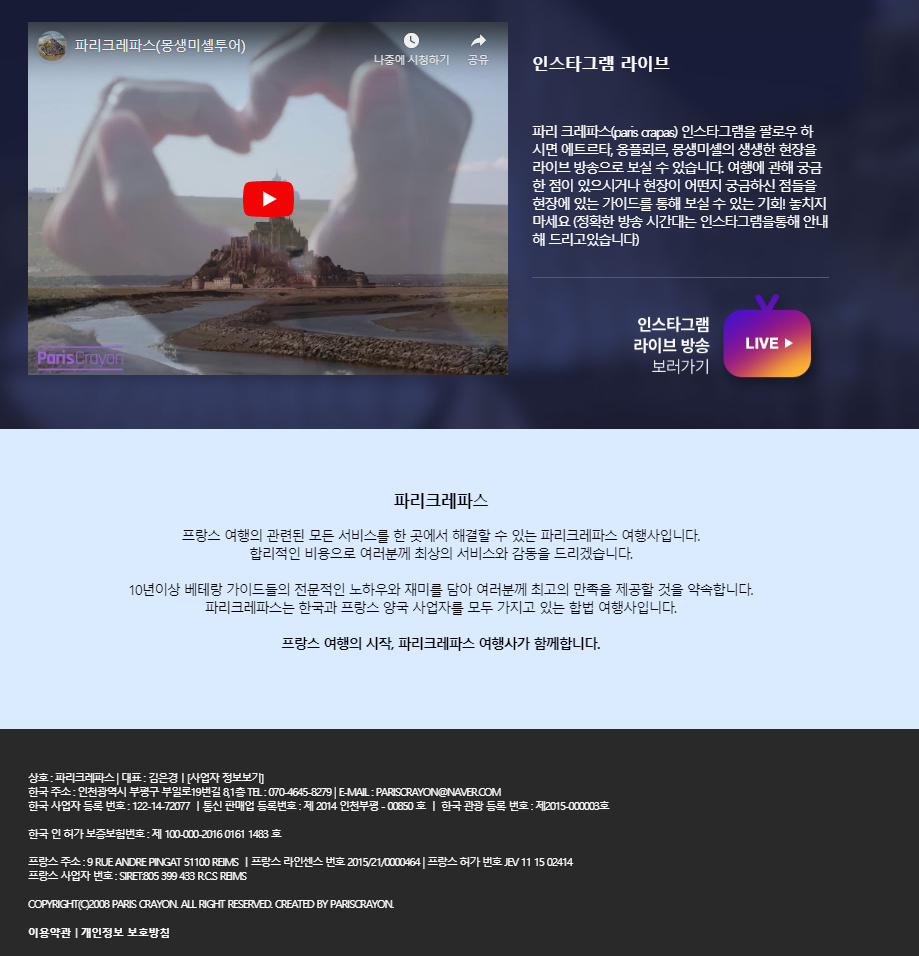 파리크레파스(몽생미셸투어)
나중에 시청하기
공유
ParisCrayon
인스타그램 라이브
파리 크레파스(paris crapas) 인스타그램을 팔로우 하
시면 에트르타, 옹플뢰르, 몽생미셸의 생생한 현장을
라이브 방송으로 보실 수 있습니다. 여행에 관해 궁금
한 점이 있으시거나 현장이 어떤지 궁금하신 점들을
현장에 있는 가이드를 통해 보실 수 있는 기회! 놓치지
마세요 (정확한 방송 시간대는 인스타그램을통해 안내
해 드리고있습니다)
인스타그램
라이브 방송
보러가기
LIVE
파리크레파스
프랑스 여행의 관련된 모든 서비스를 한 곳에서 해결할 수 있는 파리크레파스 여행사입니다.
합리적인 비용으로 여러분께 최상의 서비스와 감동을 드리겠습니다.
10년이상 베테랑 가이드들의 전문적인 노하우와 재미를 담아 여러분께 최고의 만족을 제공할 것을 약속합니다.
파리크레파스는 한국과 프랑스 양국 사업자를 모두 가지고 있는 합법 여행사입니다.
프랑스 여행의 시작, 파리크레파스 여행사가 함께합니다.
상호 : 파리크레파스 | 대표 : 김은경 | [사업자 정보보기]
한국 주소 : 인천광역시 부평구 부일로19번길 8,1층 TEL : 070-4645-8279 | E-MAIL : PARISCRAYON@NAVER.COM
한국 사업자 등록 번호 : 122-14-72077 | 통신 판매업 등록번호 : 제 2014 인천부평 - 00850 호 | 한국 관광 등록 번호 : 제2015-000003호
한국 인 허가 보증보험번호 : 제 100-000-2016 0161 1483 호
프랑스 주소 : 9 RUE ANDRE PINGAT 51100 REIMS | 프랑스 라인센스 번호 2015/21/0000464 | 프랑스 허가 번호 JEV 11 15 02414
프랑스 사업자 번호 : SIRET:805 399 433 R.C.S REIMS
COPYRIGHT(C)2008 PARIS CRAYON. ALL RIGHT RESERVED. CREATED BY PARISCRAYON.
이용약관 | 개인정보 보호방침